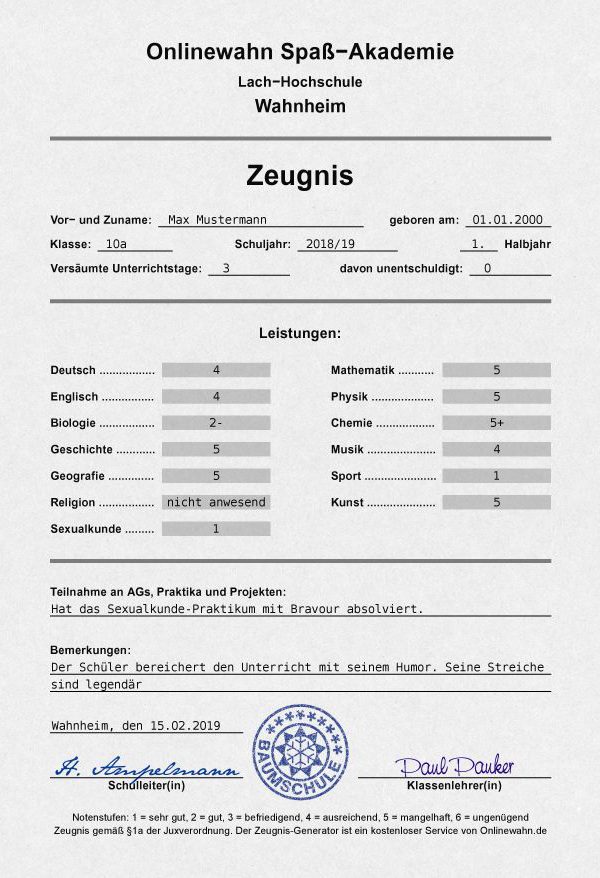 Onlinewahn Spaß-Akademie
Lach-Hochschule
Wahnheim
Zeugnis
Vor- und Zuname: Max Mustermann geboren am: 01.01.2000
Klasse: 10a Schuljahr: 2018/19 1. Halbjahr
Versäumte Unterrichtstage: 3 davon unentschuldigt: 0
Leistungen:
Deutsch ................. 4 Mathematik ........... 5
Englisch ................ 4 Physik ................... 5
Biologie ................. 2- Chemie .................. 5+
Geschichte ............ 5 Musik ..................... 4
Geografie .............. 5 Sport ...................... 1
Religion ................. nicht anwesend Kunst ..................... 5
Sexualkunde ......... 1
Teilnahme an AGs, Praktika und Projekten:
Hat das Sexualkunde-Praktikum mit Bravour absolviert.
Bemerkungen:
Der Schüler bereichert den Unterricht mit seinem Humor. Seine Streiche
sind legendär
Wahnheim, den 15.02.2019
BAUMSCHULE
H. Ampelmann Paul Pauker
Schulleiter(in) Klassenlehrer(in)
Notenstufen: 1 = sehr gut, 2 = gut, 3 = befriedigend, 4 = ausreichend, 5 = mangelhaft, 6 = ungenügend
Zeugnis gemäß §1a der Juxverordnung. Der Zeugnis-Generator ist ein kostenloser Service von Onlinewahn.de